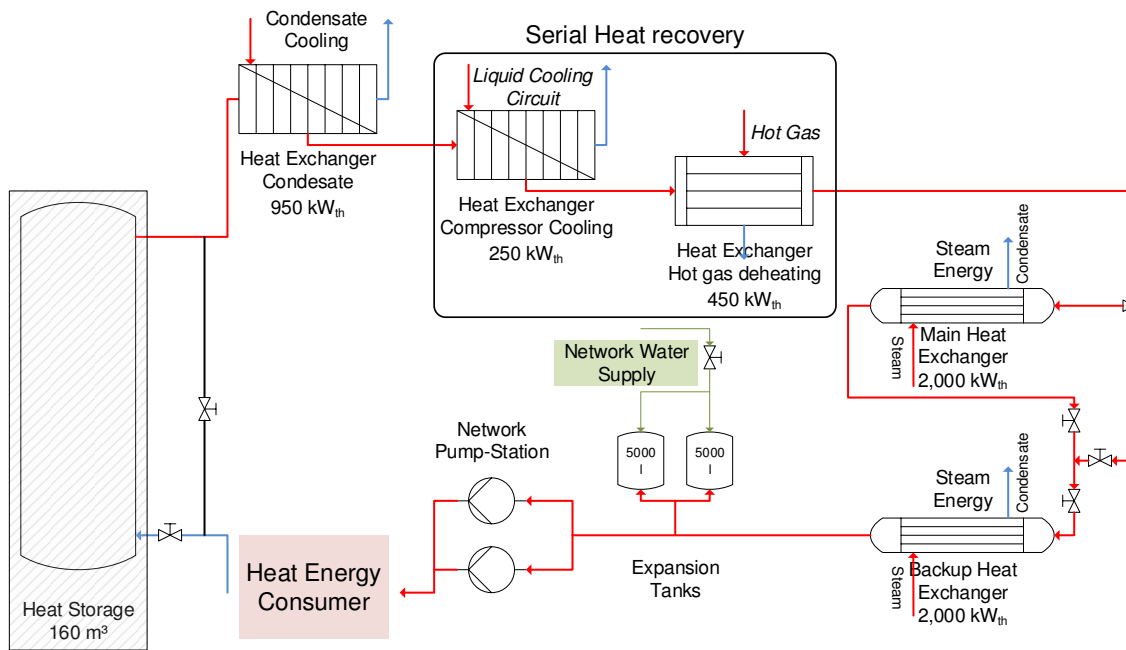 Condensate
Cooling
Serial Heat recovery
Liquid Cooling
Circuit
Hot Gas
Heat Exchanger
Condesate
950 kWth
Heat Exchanger
Compressor Cooling
250 kWth
Heat Exchanger
Hot gas deheating
450 kWth
Steam
Energy
Condensate
Steam
Main Heat
Exchanger
2,000 kWth
Network Water
Supply
Network
Pump-Station
5000
l
5000
l
Steam
Energy
Condensate
Steam
Backup Heat
Exchanger
2,000 kWth
Expansion
Tanks
Heat Energy
Consumer
Heat Storage
160 m³